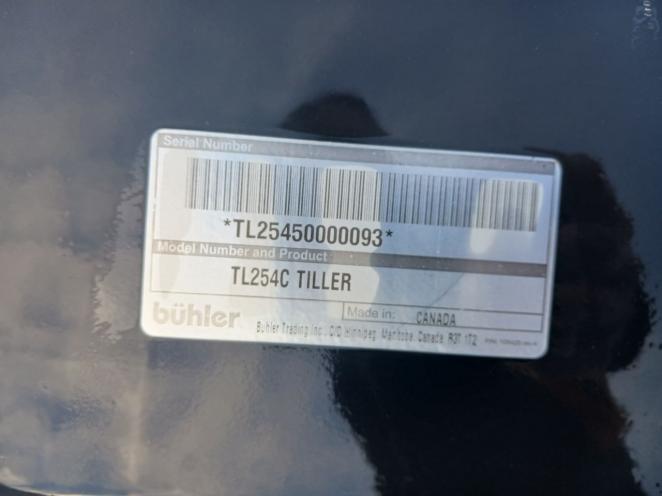 Serial Number
*TL25450000093*
Model Number and Product
TL254C TILLER
Made in: CANADA
bühler
Buhler Trading Inc., Winnipeg, Manitoba, Canada R3T 1T2